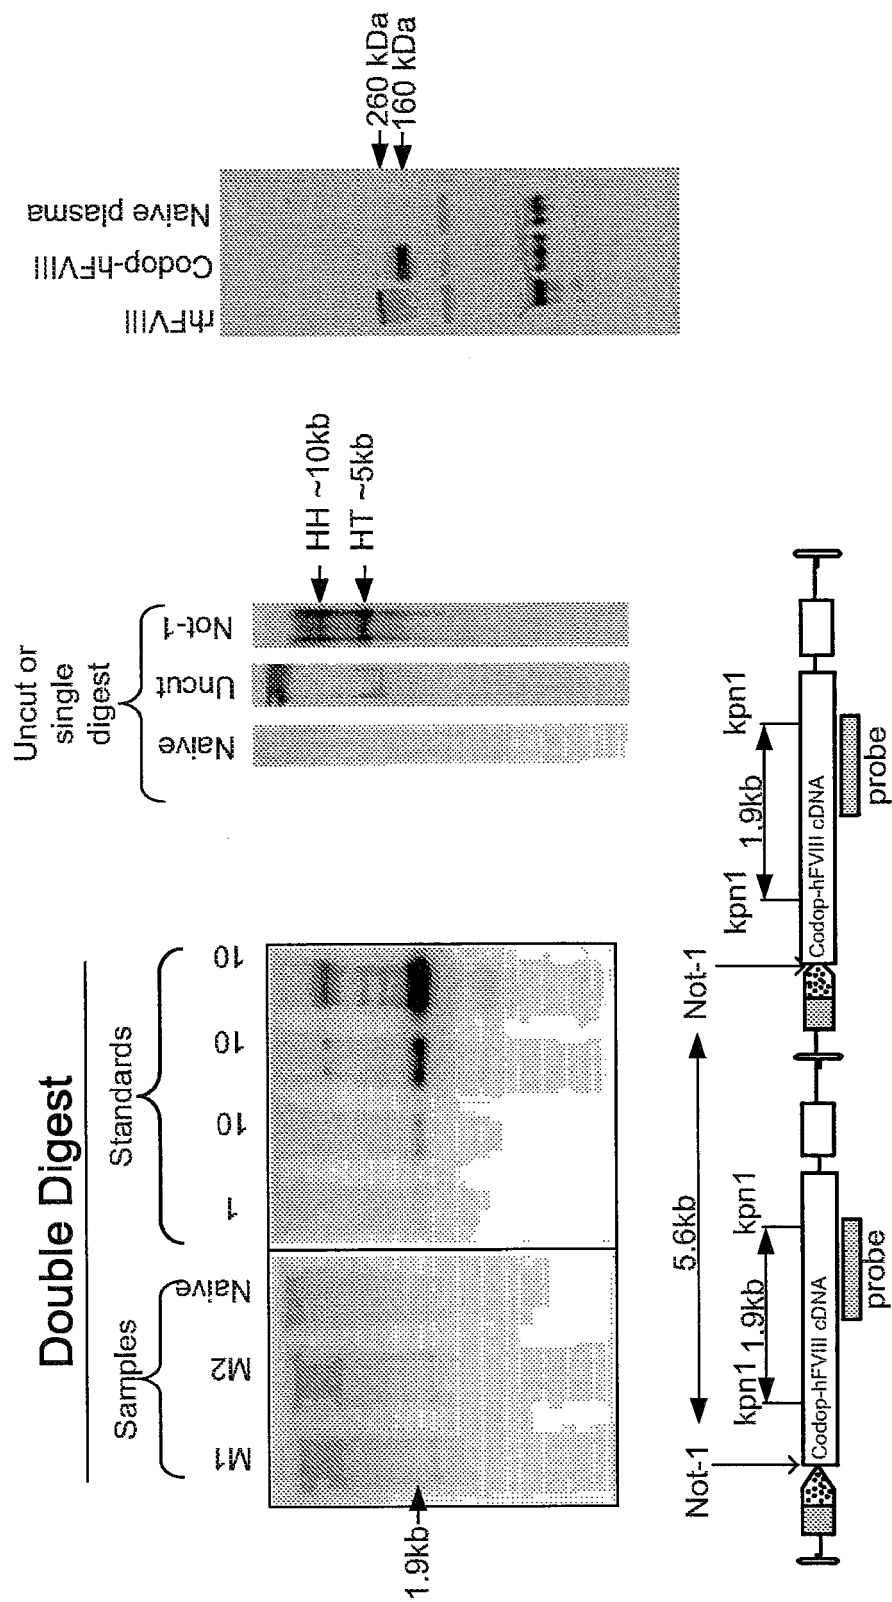 Double Digest
Samples
Standards
M1
M2
Naive
1
10
10
10
1.9kb
Uncut or
single
digest
Naive
Uncut
Not-1
HH ~10kb
HT ~5kb
rhFVIII
Codop-hFVIII
Naive plasma
260 kDa
160 kDa
Not-1
5.6kb
Not-1
kpn1
1.9kb
kpn1
kpn1
1.9kb
kpn1
Codop-hFVIII cDNA
Codop-hFVIII cDNA
probe
probe